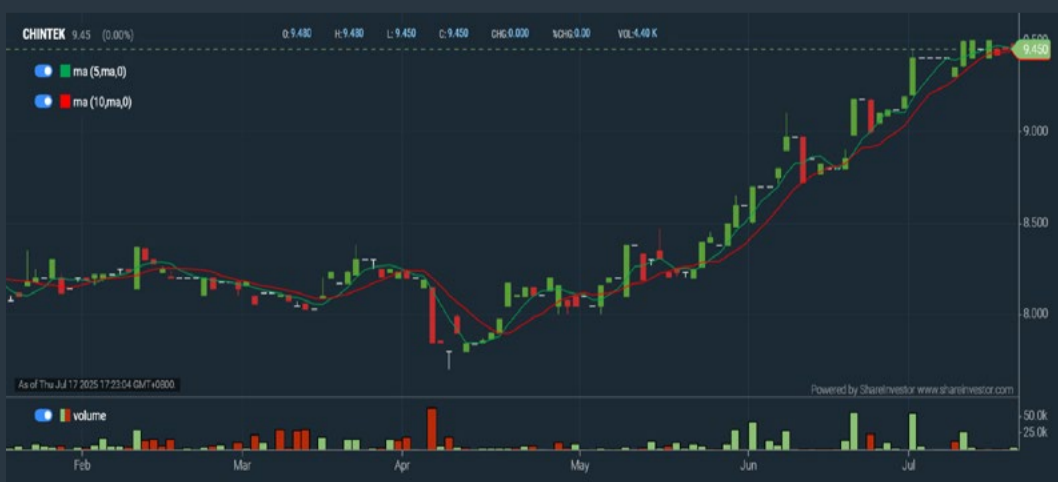 CHINTEK 9.45 (0.00%) O:9.480 H:9.480 L:9.450 C:9.450 CHG:0.000 %CHG:0.00 VOL:4.40 K
ma (5,ma,0)
ma (10,ma,0)
9.500
9.450
9.000
8.500
8.000
As of Thu Jul 17 2025 17:23:04 GMT+0800.
Powered by ShareInvestor www.shareinvestor.com
volume
50.0k
25.0k
Feb Mar Apr May Jun Jul